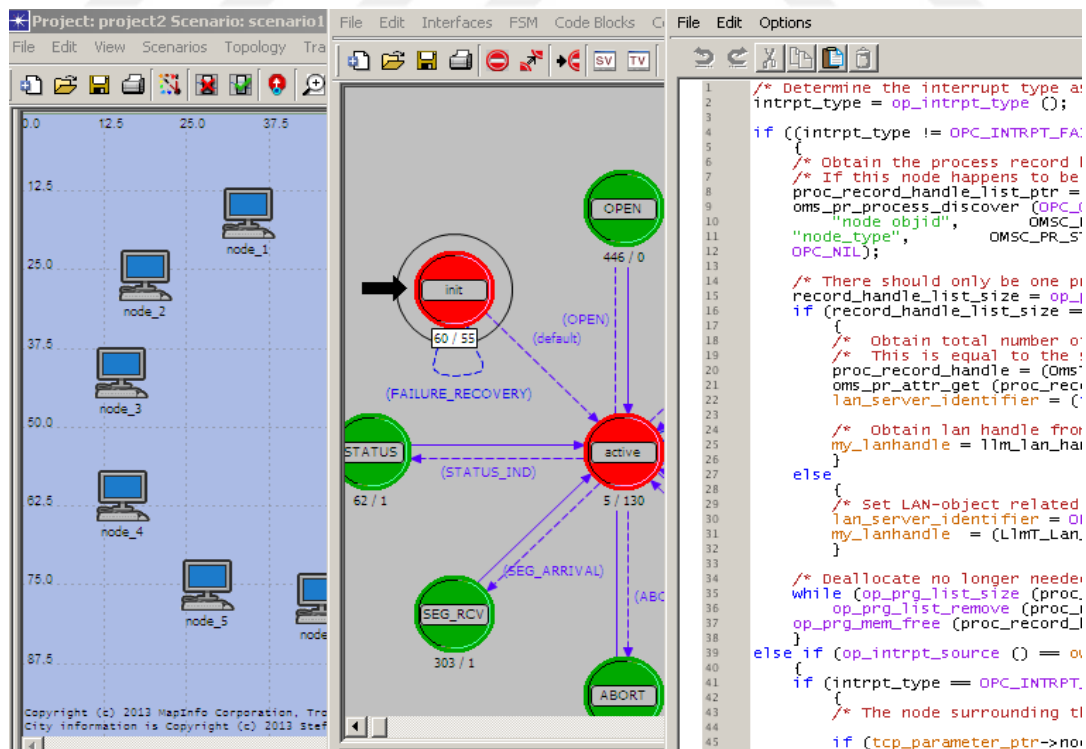 Project: project2 Scenario: scenario1
File Edit View Scenarios Topology Tra
0.0 12.5 25.0 37.5
12.5
25.0
37.5
50.0
62.5
75.0
87.5
node_1
node_2
node_3
node_4
node_5
node
Copyright (c) 2013 MapInfo Corporation, Tro
City information is Copyright (c) 2013 Stef
File Edit Interfaces FSM Code Blocks
SV TV
OPEN
446 / 0
init
60 / 55
(OPEN)
(default)
(FAILURE_RECOVERY)
STATUS
active
(STATUS_IND)
62 / 1
5 / 130
(SEG_ARRIVAL)
(ABO
SEG_RCV
303 / 1
ABORT
File Edit Options
1 /* Determine the interrupt type as
2 intrpt_type = op_intrpt_type ();
3
4 if ((intrpt_type != OPC_INTRPT_FAI
5 {
6 /* Obtain the process record
7 /* If this node happens to be
8 proc_record_handle_list_ptr =
9 oms_pr_process_discover (OPC_
10 "node objid", OMSC_
11 "node_type", OMSC_PR_ST
12 OPC_NIL);
13
14 /* There should only be one pr
15 record_handle_list_size = op_p
16 if (record_handle_list_size ==
17 {
18 /* Obtain total number of
19 /* This is equal to the s
20 proc_record_handle = (OmsT
21 oms_pr_attr_get (proc_reco
22 lan_server_identifier = (
23
24 /* Obtain lan handle from
25 my_lanhandle = llm_lan_han
26 }
27 else
28 {
29 /* Set LAN-object related
30 lan_server_identifier = OP
31 my_lanhandle = (LlmT_Lan_
32 }
33
34 /* Deallocate no longer needed
35 while (op_prg_list_size (proc_
36 op_prg_list_remove (proc_r
37 op_prg_mem_free (proc_record_h
38 }
39 else if (op_intrpt_source () == ow
40 {
41 if (intrpt_type == OPC_INTRPT_
42 {
43 /* The node surrounding th
44
45 if (tcp_parameter_ptr->nod